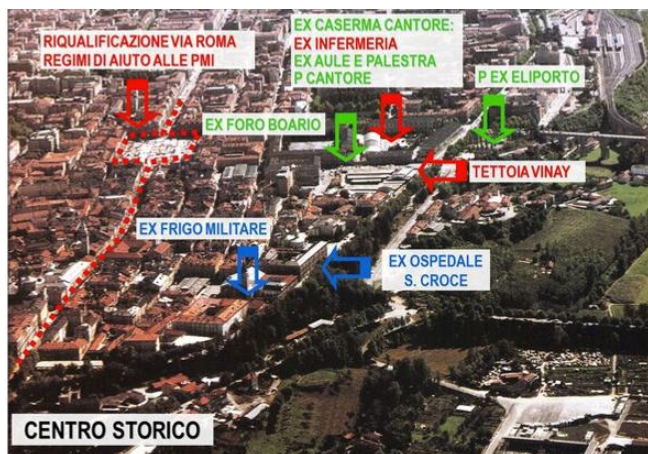 RIQUALIFICAZIONE VIA ROMA
REGIMI DI AIUTO ALLE PMI
EX CASERMA CANTORE:
EX INFERMERIA
EX AULE E PALESTRA
P CANTORE
P EX ELIPORTO
EX FORO BOARIO
TETTOIA VINAY
EX FRIGO MILITARE
EX OSPEDALE
S. CROCE
CENTRO STORICO